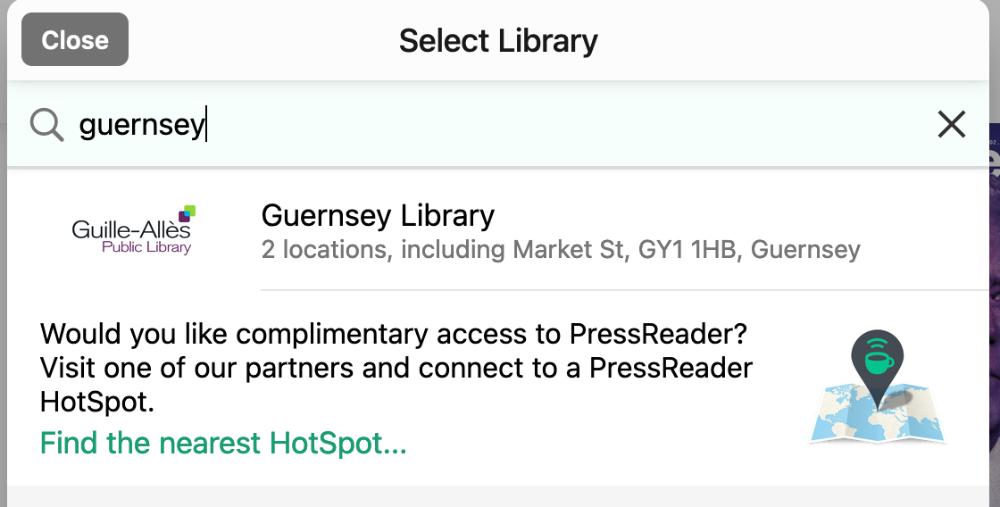 Close
Select Library
guernsey
Guille-Allès
Public Library
Guernsey Library
2 locations, including Market St, GY1 1HB, Guernsey
Would you like complimentary access to PressReader?
Visit one of our partners and connect to a PressReader
HotSpot.
Find the nearest HotSpot...